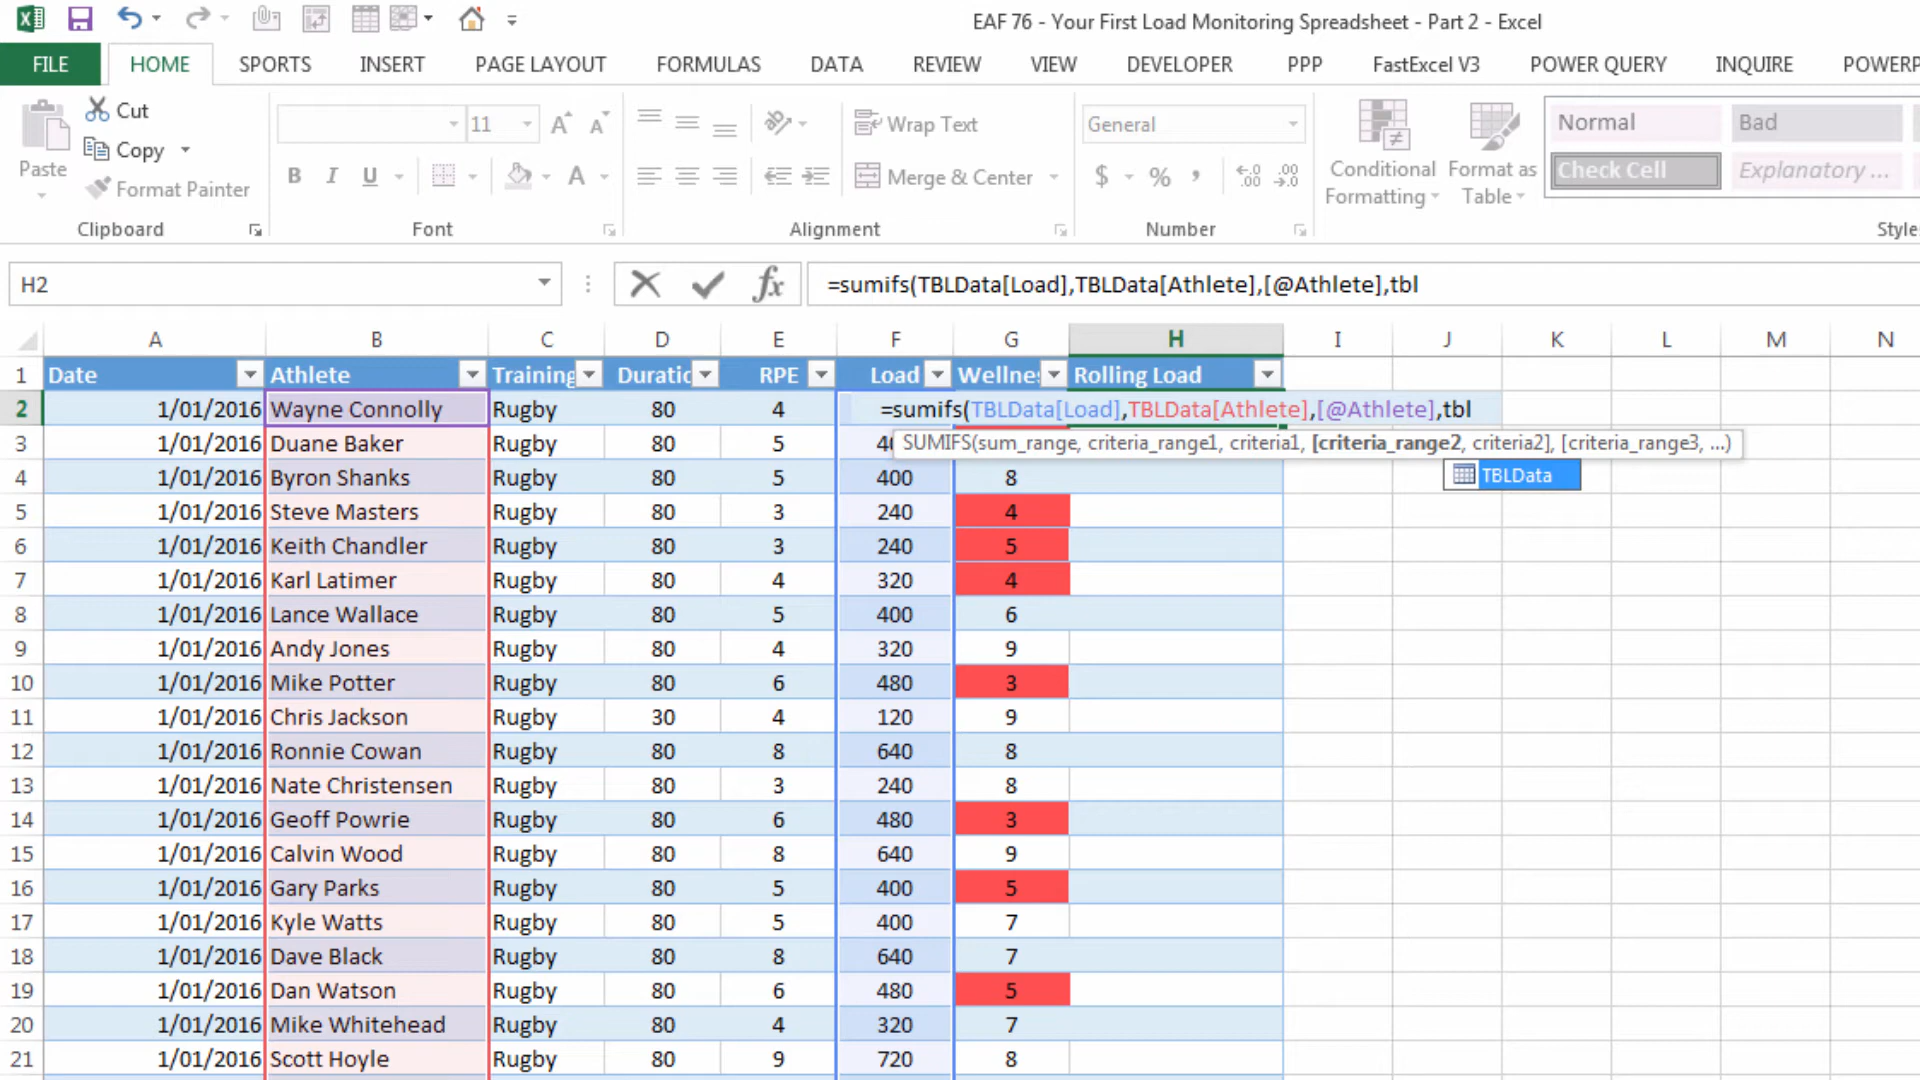 EAF 76 - Your First Load Monitoring Spreadsheet - Part 2 - Excel
FILE HOME SPORTS INSERT PAGE LAYOUT FORMULAS DATA REVIEW VIEW DEVELOPER PPP FastExcel V3 POWER QUERY INQUIRE POWERP
Paste
Cut
Copy
Format Painter
Clipboard
11 A A
B I U A
Font
Wrap Text
Merge & Center
Alignment
General
$ % , .00 .00
Number
Conditional Formatting
Format as Table
Normal Bad
Check Cell Explanatory ...
Style
H2 fx =sumifs(TBLData[Load],TBLData[Athlete],[@Athlete],tbl
A B C D E F G H I J K L M N
1 Date Athlete Training Duratic RPE Load Wellnes Rolling Load
2 1/01/2016 Wayne Connolly Rugby 80 4 =sumifs(TBLData[Load],TBLData[Athlete],[@Athlete],tbl
3 1/01/2016 Duane Baker Rugby 80 5 40 SUMIFS(sum_range, criteria_range1, criteria1, [criteria_range2, criteria2], [criteria_range3, ...)
4 1/01/2016 Byron Shanks Rugby 80 5 400 8 TBLData
5 1/01/2016 Steve Masters Rugby 80 3 240 4
6 1/01/2016 Keith Chandler Rugby 80 3 240 5
7 1/01/2016 Karl Latimer Rugby 80 4 320 4
8 1/01/2016 Lance Wallace Rugby 80 5 400 6
9 1/01/2016 Andy Jones Rugby 80 4 320 9
10 1/01/2016 Mike Potter Rugby 80 6 480 3
11 1/01/2016 Chris Jackson Rugby 30 4 120 9
12 1/01/2016 Ronnie Cowan Rugby 80 8 640 8
13 1/01/2016 Nate Christensen Rugby 80 3 240 8
14 1/01/2016 Geoff Powrie Rugby 80 6 480 3
15 1/01/2016 Calvin Wood Rugby 80 8 640 9
16 1/01/2016 Gary Parks Rugby 80 5 400 5
17 1/01/2016 Kyle Watts Rugby 80 5 400 7
18 1/01/2016 Dave Black Rugby 80 8 640 7
19 1/01/2016 Dan Watson Rugby 80 6 480 5
20 1/01/2016 Mike Whitehead Rugby 80 4 320 7
21 1/01/2016 Scott Hoyle Rugby 80 9 720 8